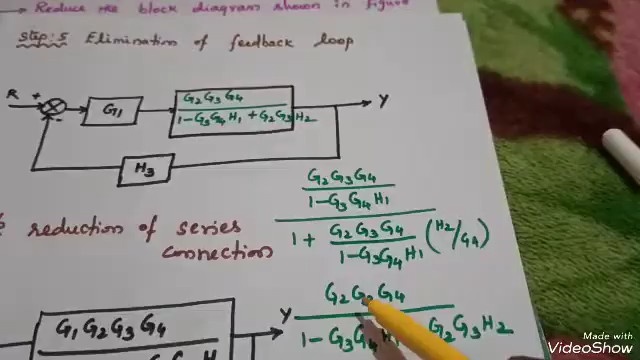 Reduce the block diagram shown in figure
Step: 5 Elimination of feedback loop
R + - G1 G2G3G4 Y
1-G3G4H1+G2G3H2
H3
G2G3G4
1-G3G4H1
1+ G2G3G4 (H2/G4)
1-G3G4H1
reduction of series
connection
G2G3G4
1-G3G4H1 G2G3H2
G1G2G3G4 Y
Made with
VideoShow